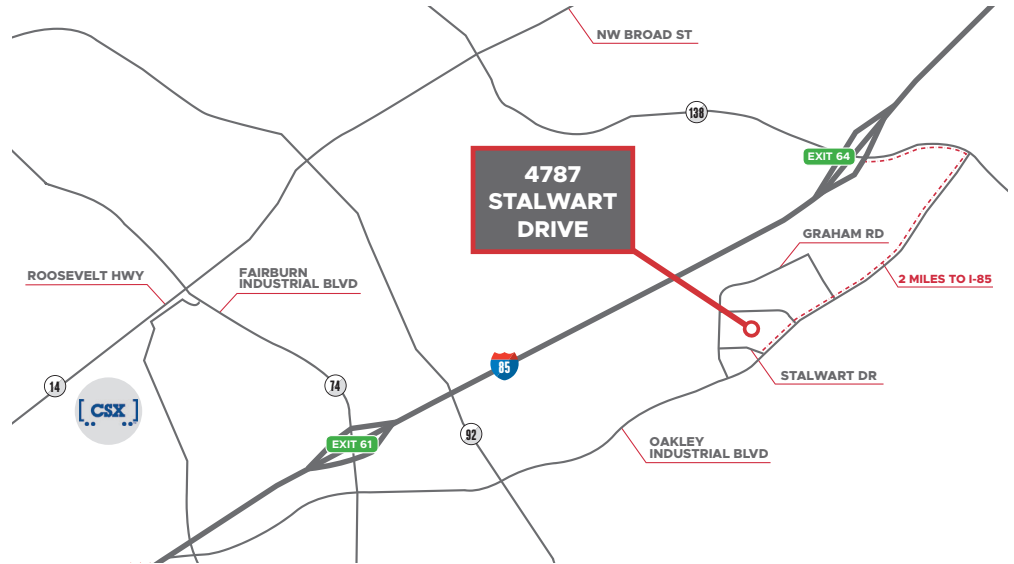 NW BROAD ST
138
EXIT 64
4787
STALWART
DRIVE
GRAHAM RD
ROOSEVELT HWY
FAIRBURN
INDUSTRIAL BLVD
2 MILES TO I-85
85
14
CSX
74
STALWART DR
EXIT 61
92
OAKLEY
INDUSTRIAL BLVD